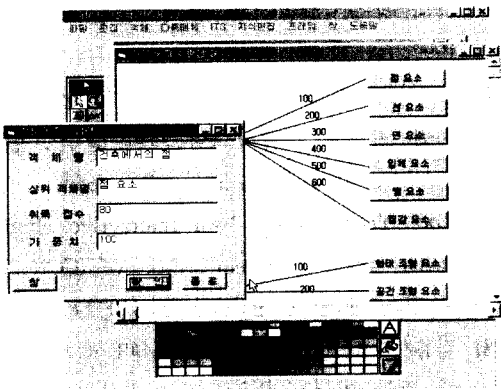 파일 편집 객체 다중매체 ITS 지식편집 프레임 창 도움말
100 점 요소
200 선 요소
300 면 요소
400 입체 요소
500 빛 요소
600 질감 요소
객 체 명 건축에서의 점
상위 객체명 점 요소
취득 점수 80
가 중 치 100
종 료
100 형태 조형 요소
200 공간 조형 요소
A